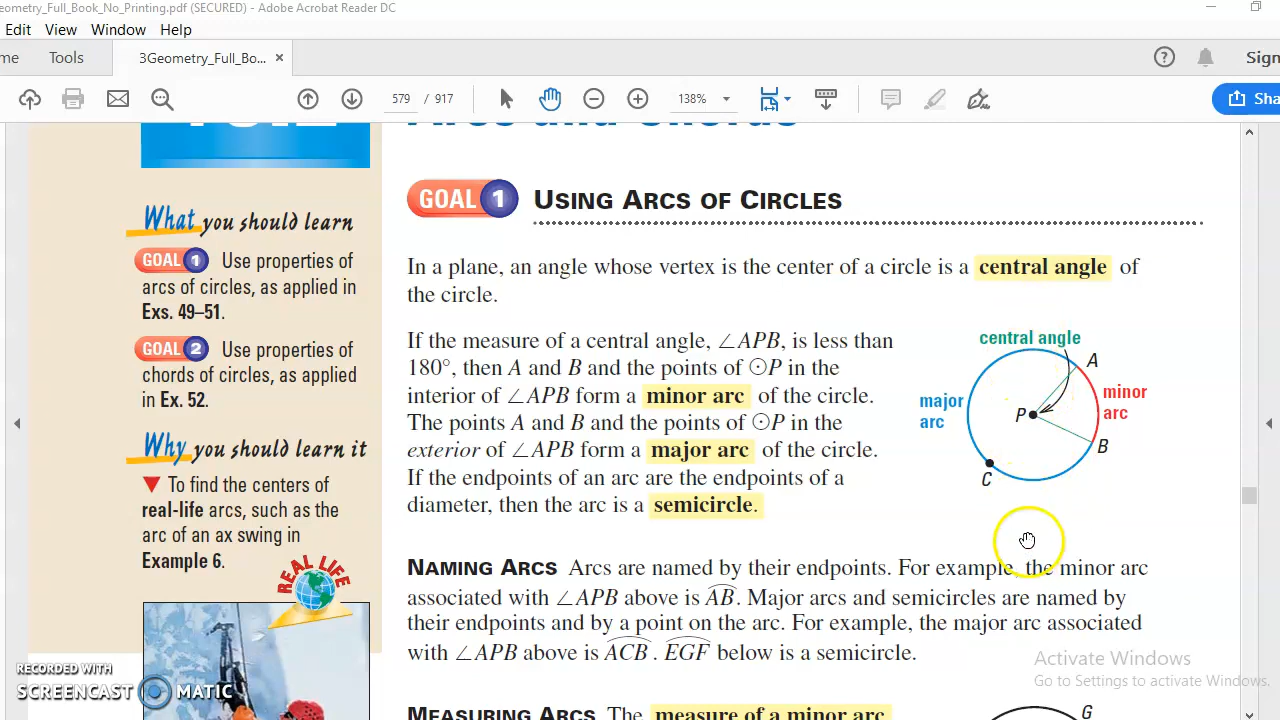 eometry_Full_Book_No_Printing.pdf (SECURED) - Adobe Acrobat Reader DC
Edit View Window Help
me Tools 3Geometry_Full_Bo... ×
579 / 917 138% Sha
Sign
10.2
Arcs and Chords
What you should learn
GOAL 1 Use properties of
arcs of circles, as applied in
Exs. 49–51.
GOAL 2 Use properties of
chords of circles, as applied
in Ex. 52.
Why you should learn it
▼ To find the centers of
real-life arcs, such as the
arc of an ax swing in
Example 6.
REAL LIFE
GOAL 1 USING ARCS OF CIRCLES
In a plane, an angle whose vertex is the center of a circle is a central angle of
the circle.
If the measure of a central angle, ∠APB, is less than
180°, then A and B and the points of ⊙P in the
interior of ∠APB form a minor arc of the circle.
The points A and B and the points of ⊙P in the
exterior of ∠APB form a major arc of the circle.
If the endpoints of an arc are the endpoints of a
diameter, then the arc is a semicircle.
central angle
A
major
arc
minor
arc
P
B
C
NAMING ARCS Arcs are named by their endpoints. For example, the minor arc
associated with ∠APB above is AB. Major arcs and semicircles are named by
their endpoints and by a point on the arc. For example, the major arc associated
with ∠APB above is ACB. EGF below is a semicircle.
MEASURING ARCS The measure of a minor arc
G
Activate Windows
Go to Settings to activate Windows.
RECORDED WITH
SCREENCAST MATIC